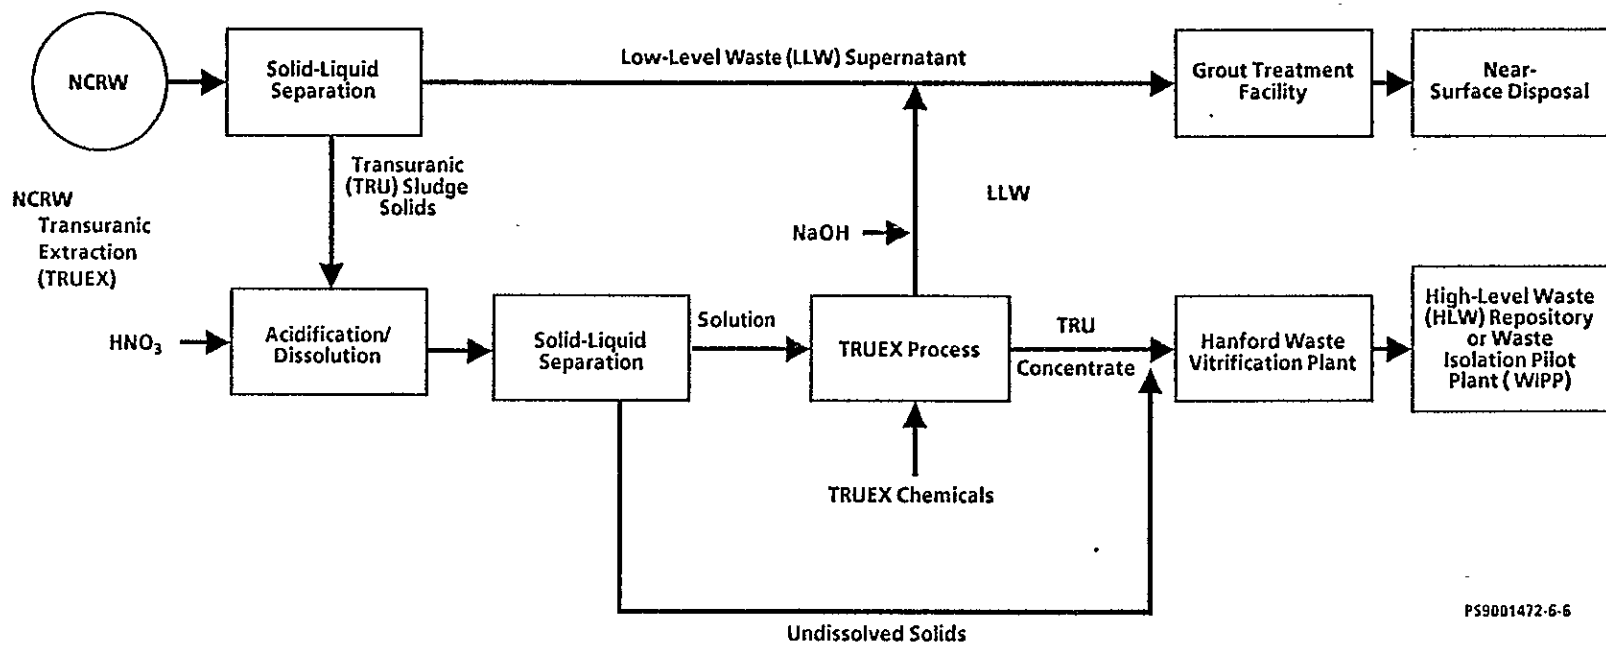 NCRW
Solid-Liquid
Separation
Low-Level Waste (LLW) Supernatant
Grout Treatment
Facility
Near-
Surface Disposal
Transuranic
(TRU) Sludge
Solids
NCRW
Transuranic
Extraction
(TRUEX)
LLW
NaOH
HNO₃
Acidification/
Dissolution
Solid-Liquid
Separation
Solution
TRUEX Process
TRU
Concentrate
Hanford Waste
Vitrification Plant
High-Level Waste
(HLW) Repository
or Waste
Isolation Pilot
Plant ( WIPP)
TRUEX Chemicals
Undissolved Solids
PS9001472-6-6